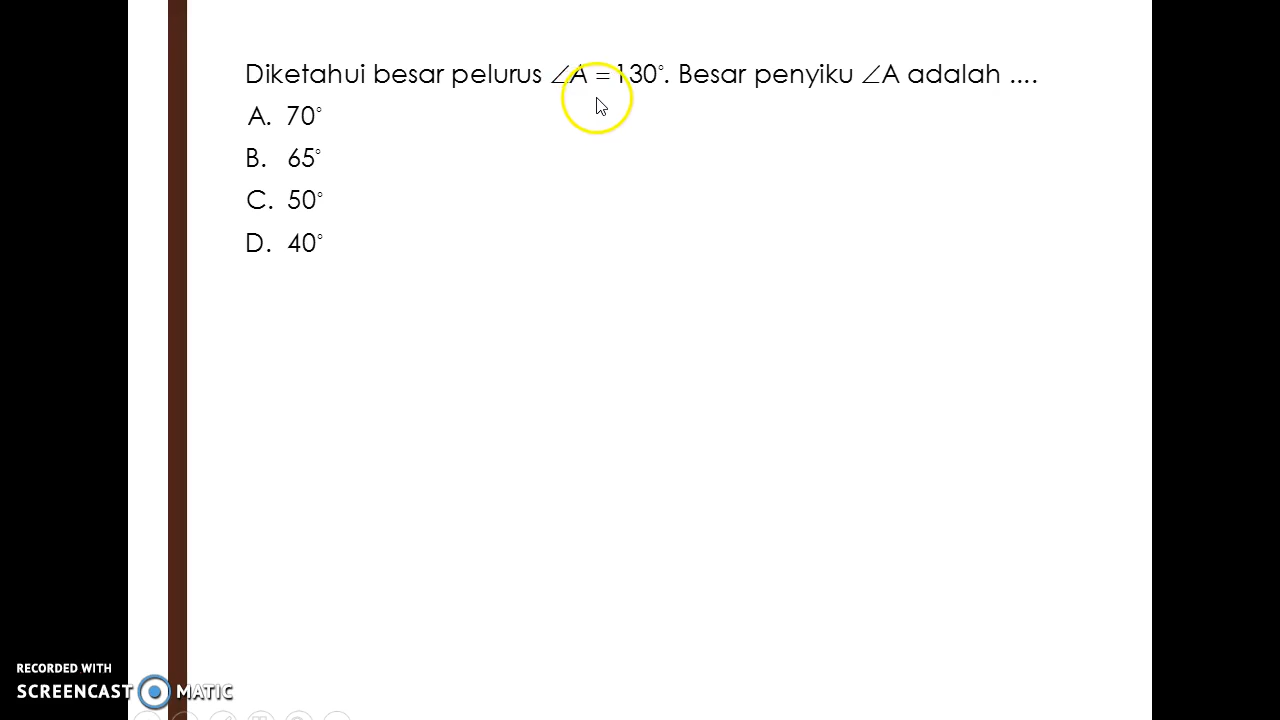 Diketahui besar pelurus ∠A = 130°. Besar penyiku ∠A adalah ....
A. 70°
B. 65°
C. 50°
D. 40°
RECORDED WITH
SCREENCAST MATIC